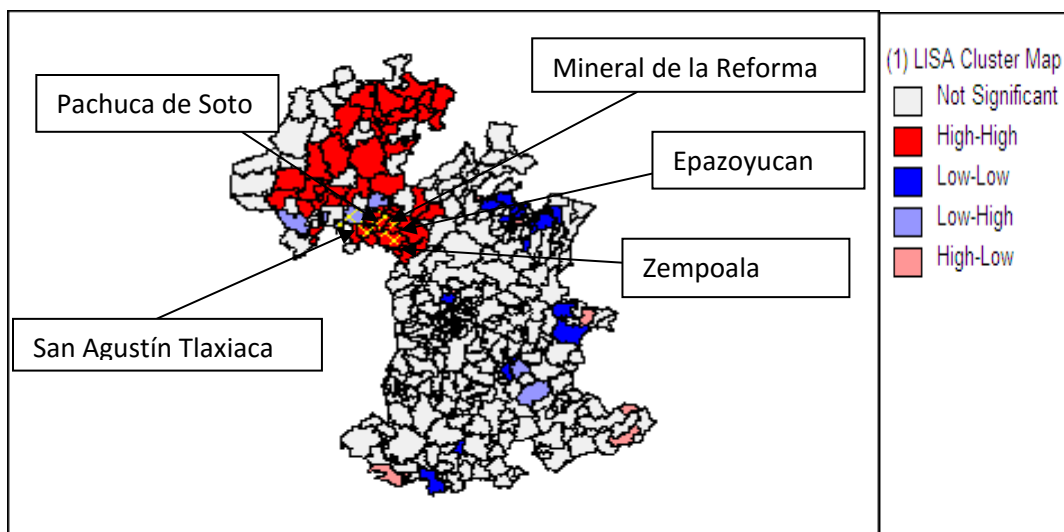 Mineral de la Reforma
Pachuca de Soto
Epazoyucan
Zempoala
San Agustín Tlaxiaca
(1) LISA Cluster Map
Not Significant
High-High
Low-Low
Low-High
High-Low